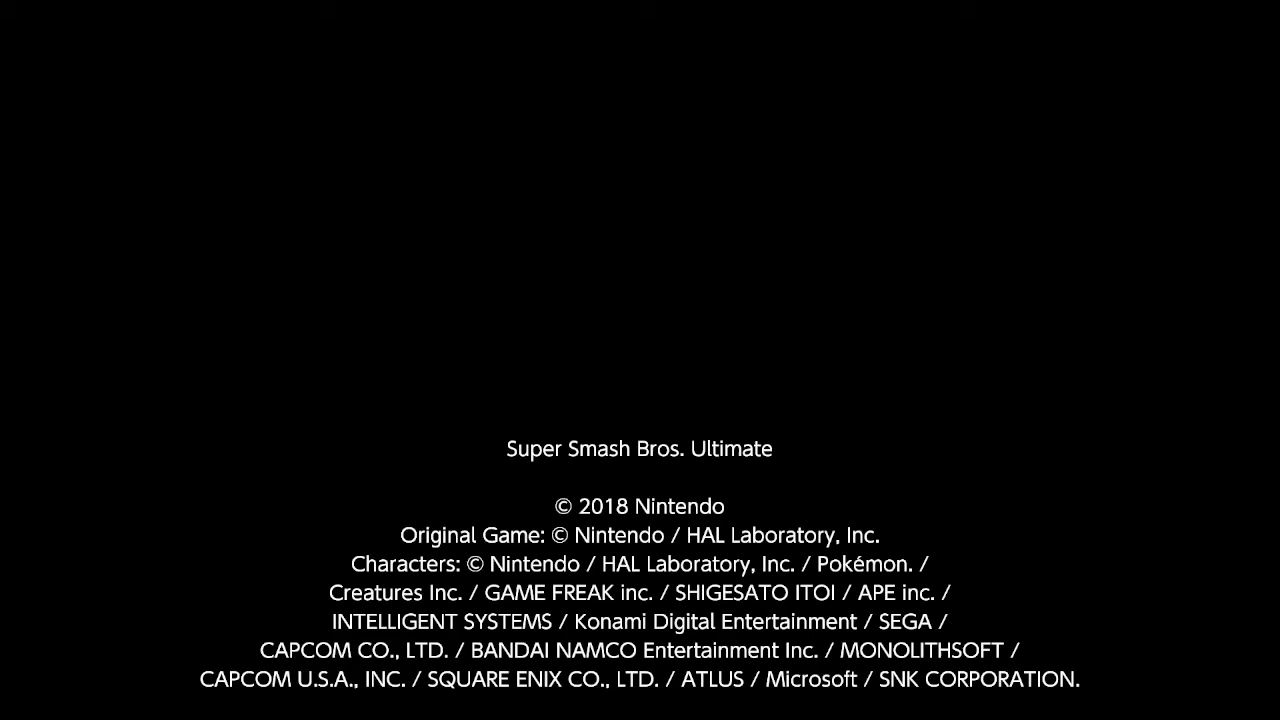 Super Smash Bros. Ultimate
© 2018 Nintendo
Original Game: © Nintendo / HAL Laboratory, Inc.
Characters: © Nintendo / HAL Laboratory, Inc. / Pokémon. /
Creatures Inc. / GAME FREAK inc. / SHIGESATO ITOI / APE inc. /
INTELLIGENT SYSTEMS / Konami Digital Entertainment / SEGA /
CAPCOM CO., LTD. / BANDAI NAMCO Entertainment Inc. / MONOLITHSOFT /
CAPCOM U.S.A., INC. / SQUARE ENIX CO., LTD. / ATLUS / Microsoft / SNK CORPORATION.